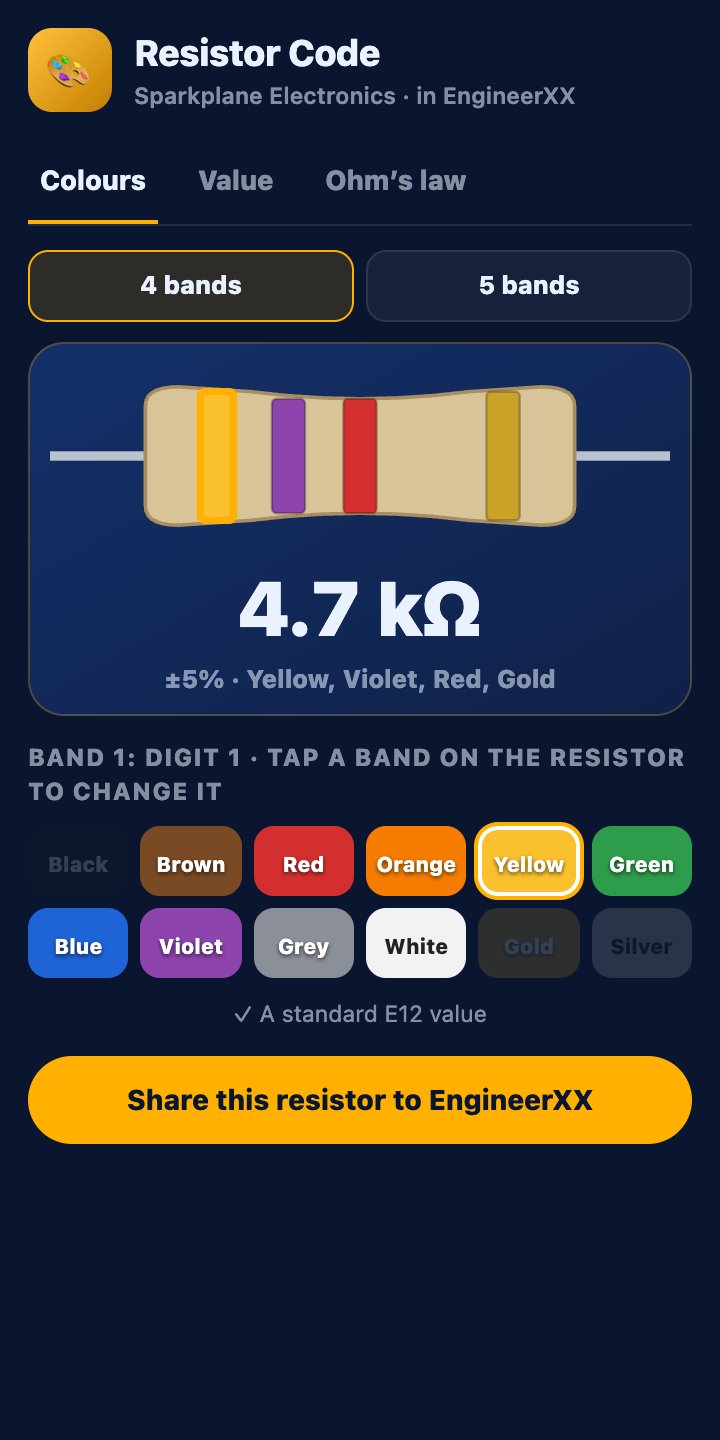 Resistor Code
Sparkplane Electronics · in EngineerXX
Colours Value Ohm’s law
4 bands 5 bands
4.7 kΩ
±5% · Yellow, Violet, Red, Gold
BAND 1: DIGIT 1 · TAP A BAND ON THE RESISTOR
TO CHANGE IT
Black Brown Red Orange Yellow Green
Blue Violet Grey White Gold Silver
✓ A standard E12 value
Share this resistor to EngineerXX